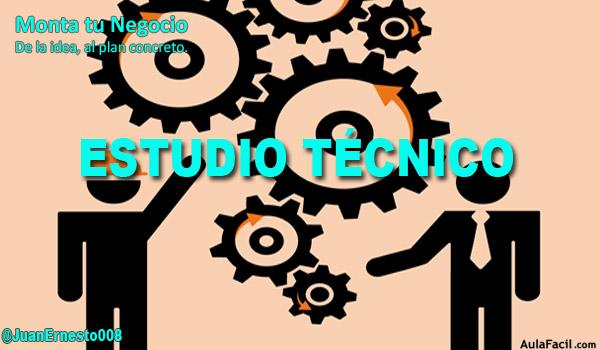 Monta tu Negocio
De la idea, al plan concreto.
ESTUDIO TÉCNICO
@JuanErnesto008
AulaFacil.com